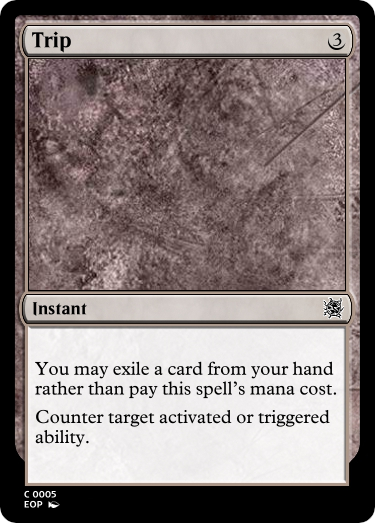 Trip 3
Instant
You may exile a card from your hand
rather than pay this spell's mana cost.
Counter target activated or triggered
ability.
C 0005
EOP